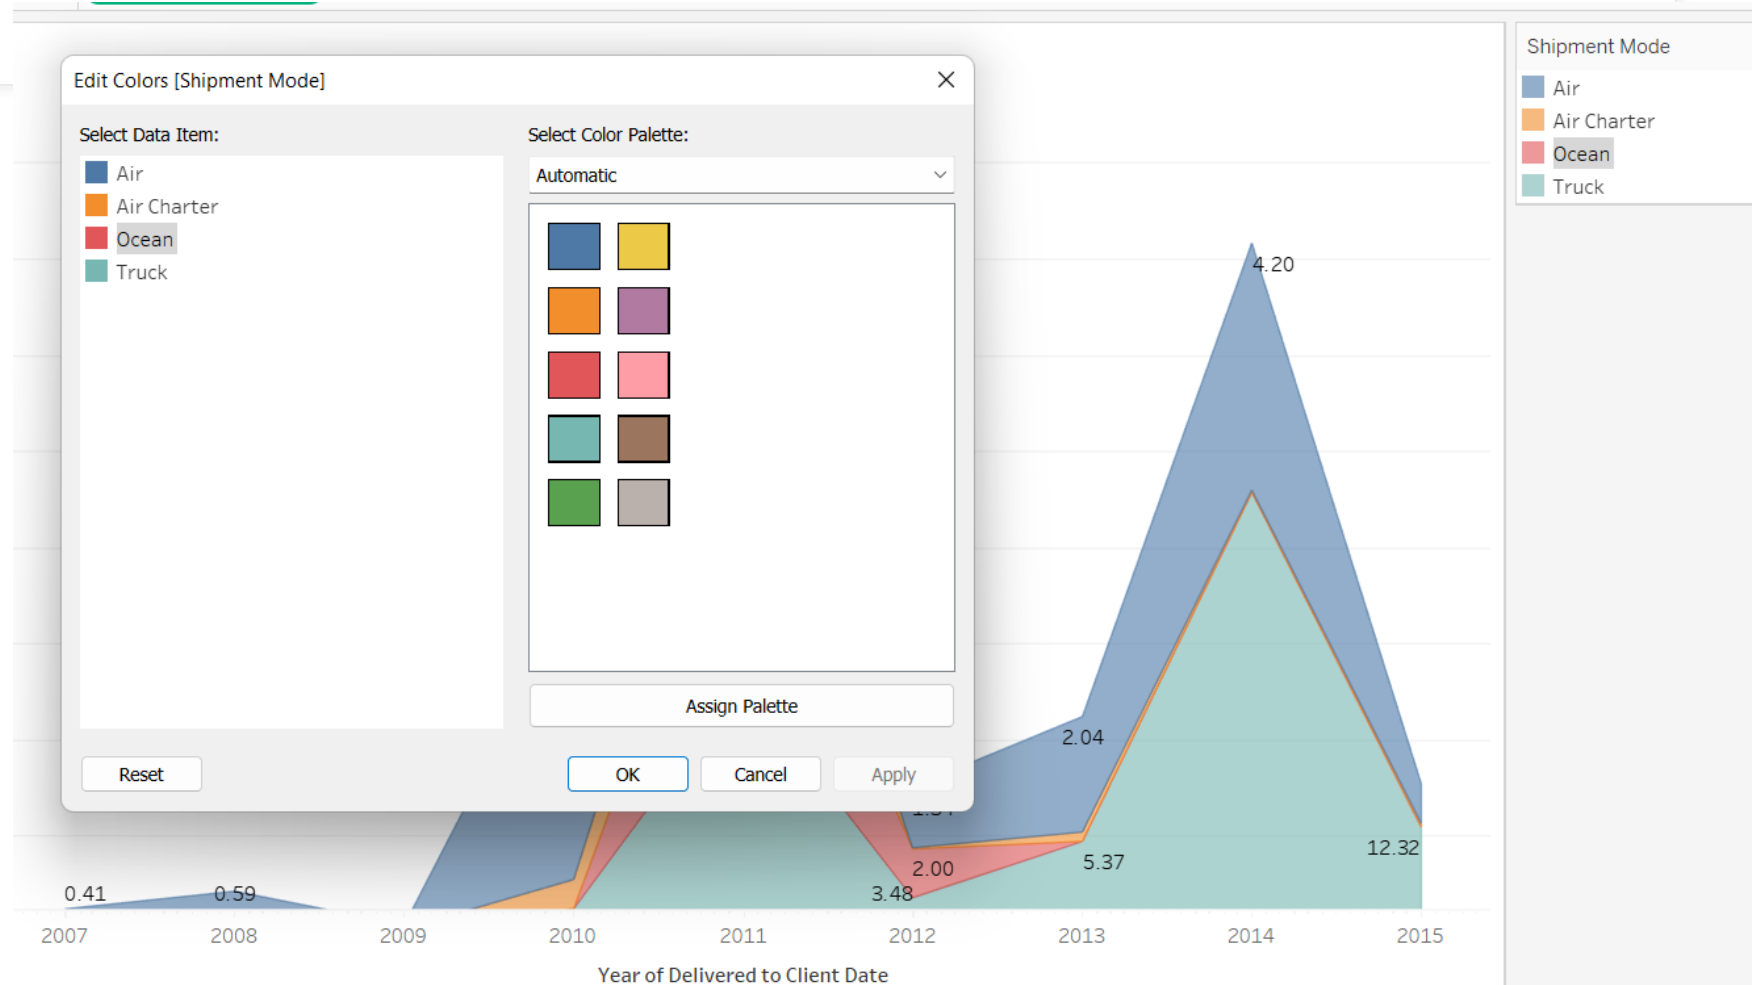 Edit Colors [Shipment Mode]
Select Data Item:
Air
Air Charter
Ocean
Truck
Select Color Palette:
Automatic
Assign Palette
Reset
OK
Cancel
Apply
Shipment Mode
Air
Air Charter
Ocean
Truck
4.20
2.04
12.32
5.37
2.00
3.48
0.41
0.59
2007
2008
2009
2010
2011
2012
2013
2014
2015
Year of Delivered to Client Date